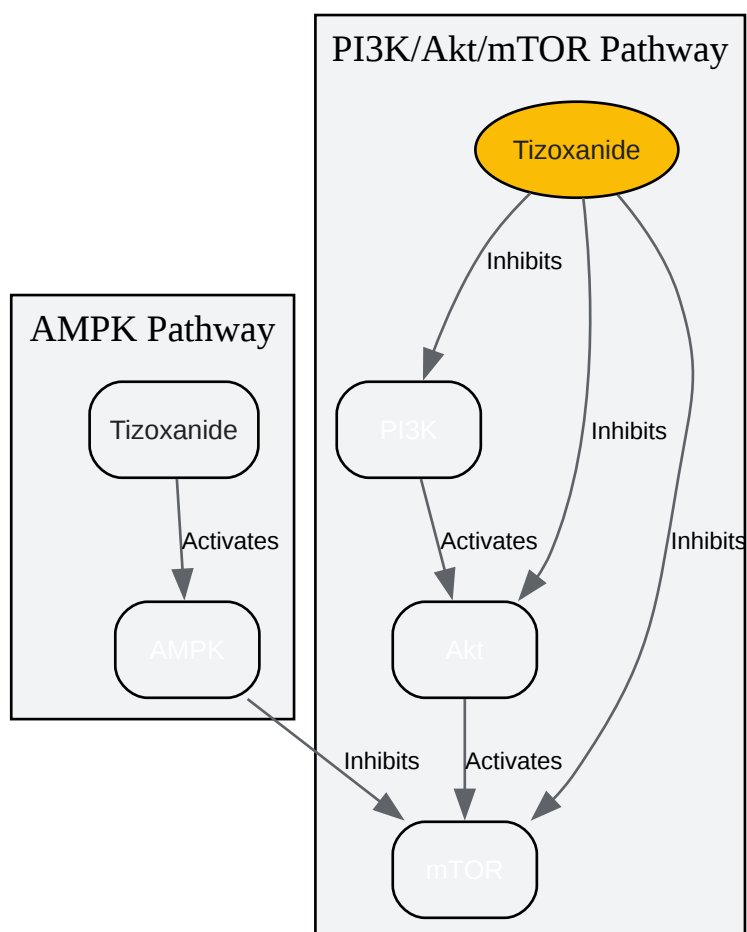 PI3K/Akt/mTOR Pathway
Tizoxanide
Inhibits
AMPK Pathway
Tizoxanide
PI3K
Inhibits
Activates
Activates
Inhibits
AMPK
Akt
Inhibits
Activates
mTOR